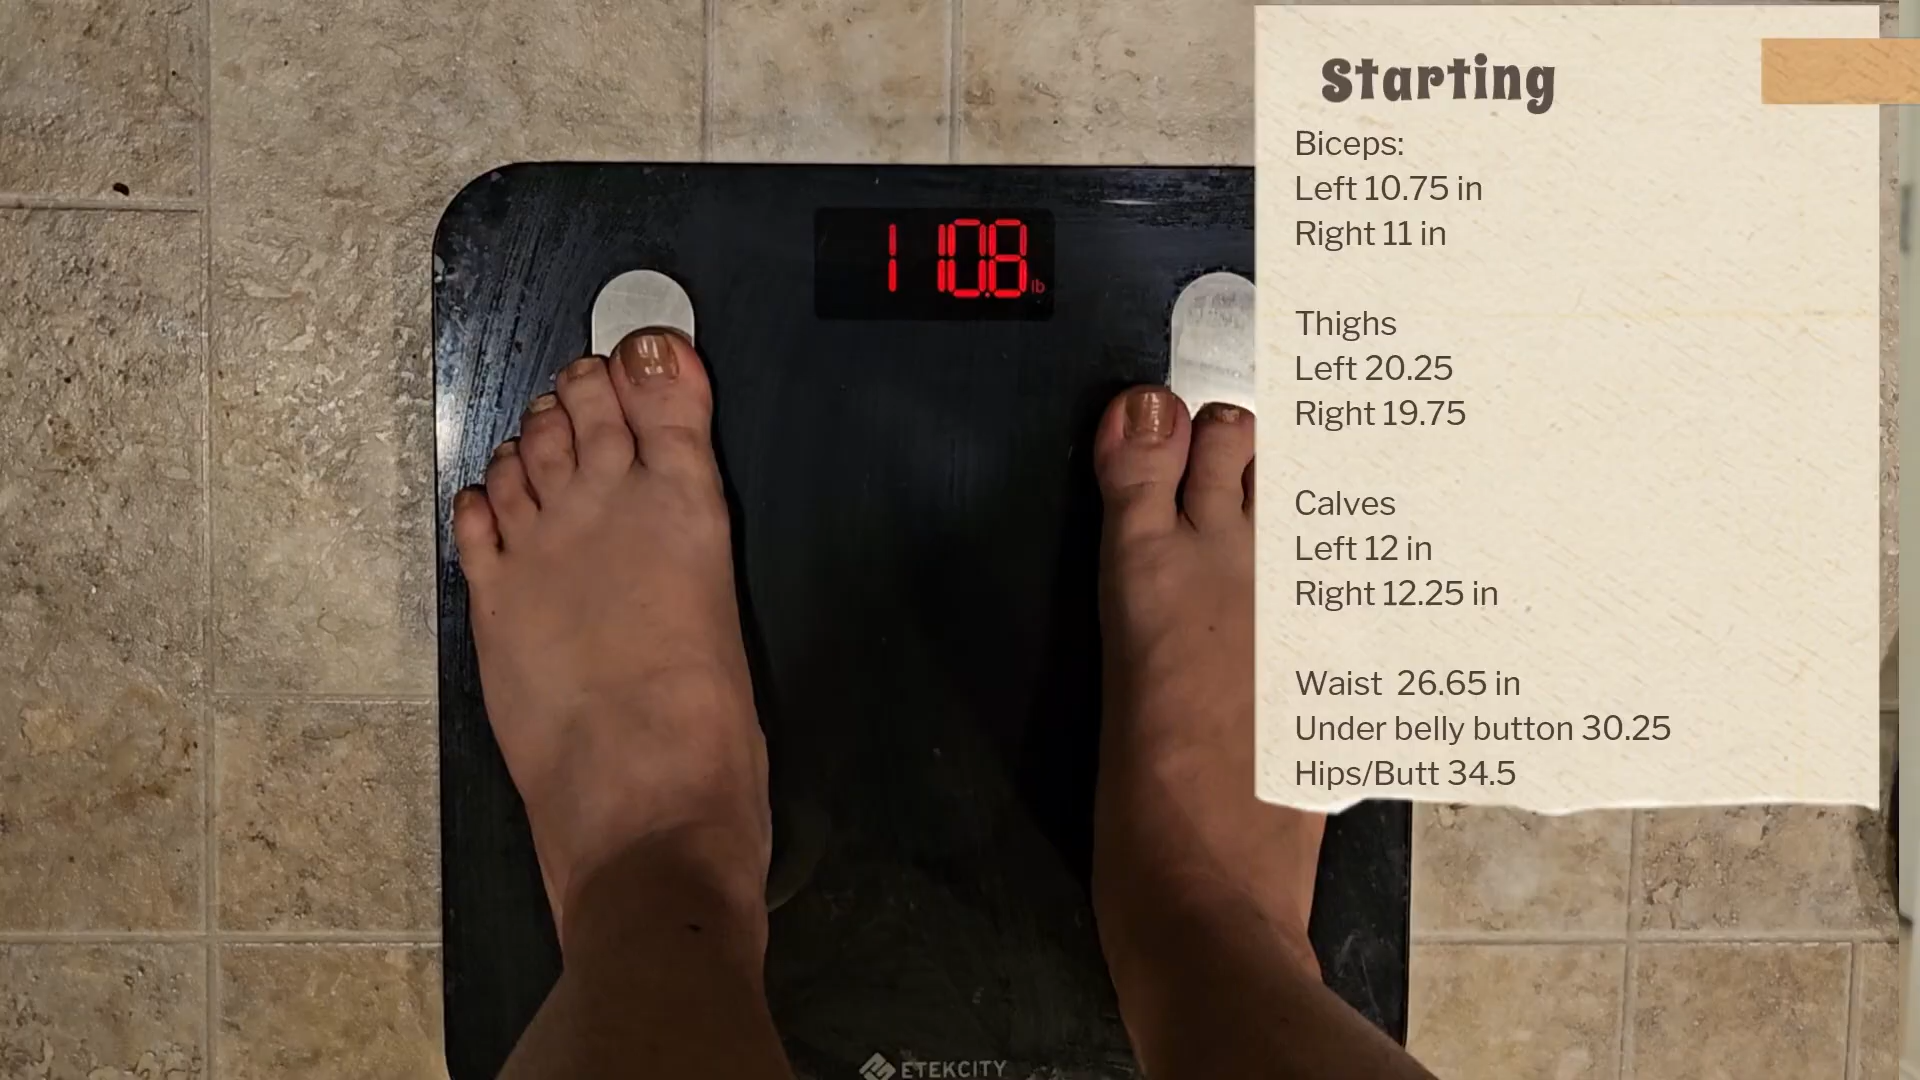 110.8 lb
ETEKCITY
Starting
Biceps:
Left 10.75 in
Right 11 in
Thighs
Left 20.25
Right 19.75
Calves
Left 12 in
Right 12.25 in
Waist 26.65 in
Under belly button 30.25
Hips/Butt 34.5